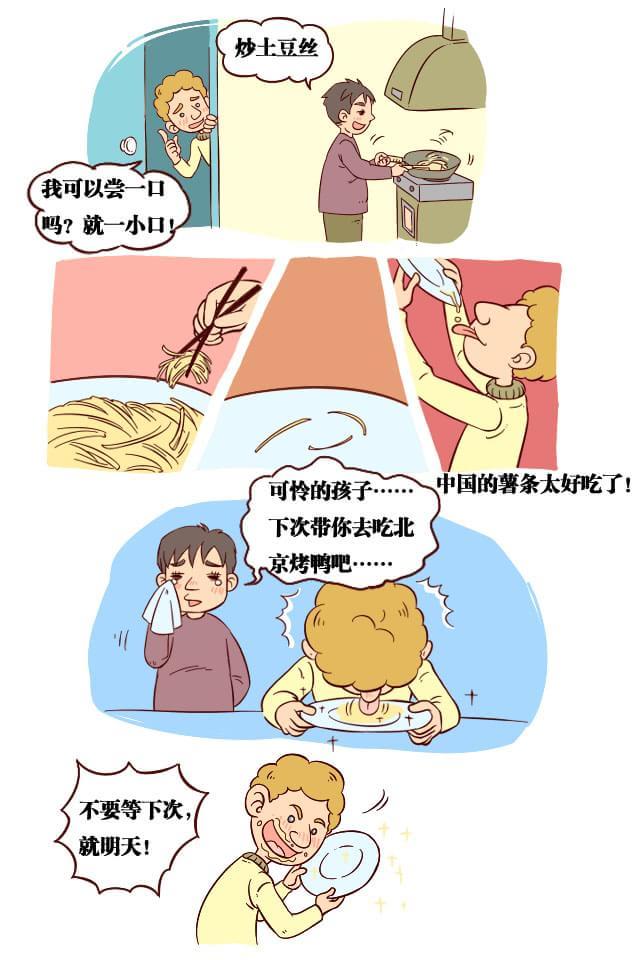 炒土豆丝
我可以尝一口
吗？就一小口！
中国的薯条太好吃了！
可怜的孩子……
下次带你去吃北
京烤鸭吧……
不要等下次，
就明天！